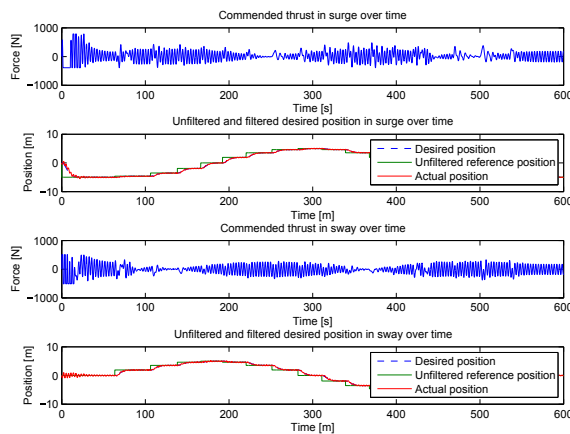 Commended thrust in surge over time
1000
0
−1000
Force [N]
0 100 200 300 400 500 600
Time [s]
Unfiltered and filtered desired position in surge over time
10
0
−10
Position [m]
Desired position
Unfiltered reference position
Actual position
0 100 200 300 400 500 600
Time [m]
Commended thrust in sway over time
1000
0
−1000
Force [N]
0 100 200 300 400 500 600
Time [s]
Unfiltered and filtered desired position in sway over time
10
0
−10
Position [m]
Desired position
Unfiltered reference position
Actual position
0 100 200 300 400 500 600
Time [m]